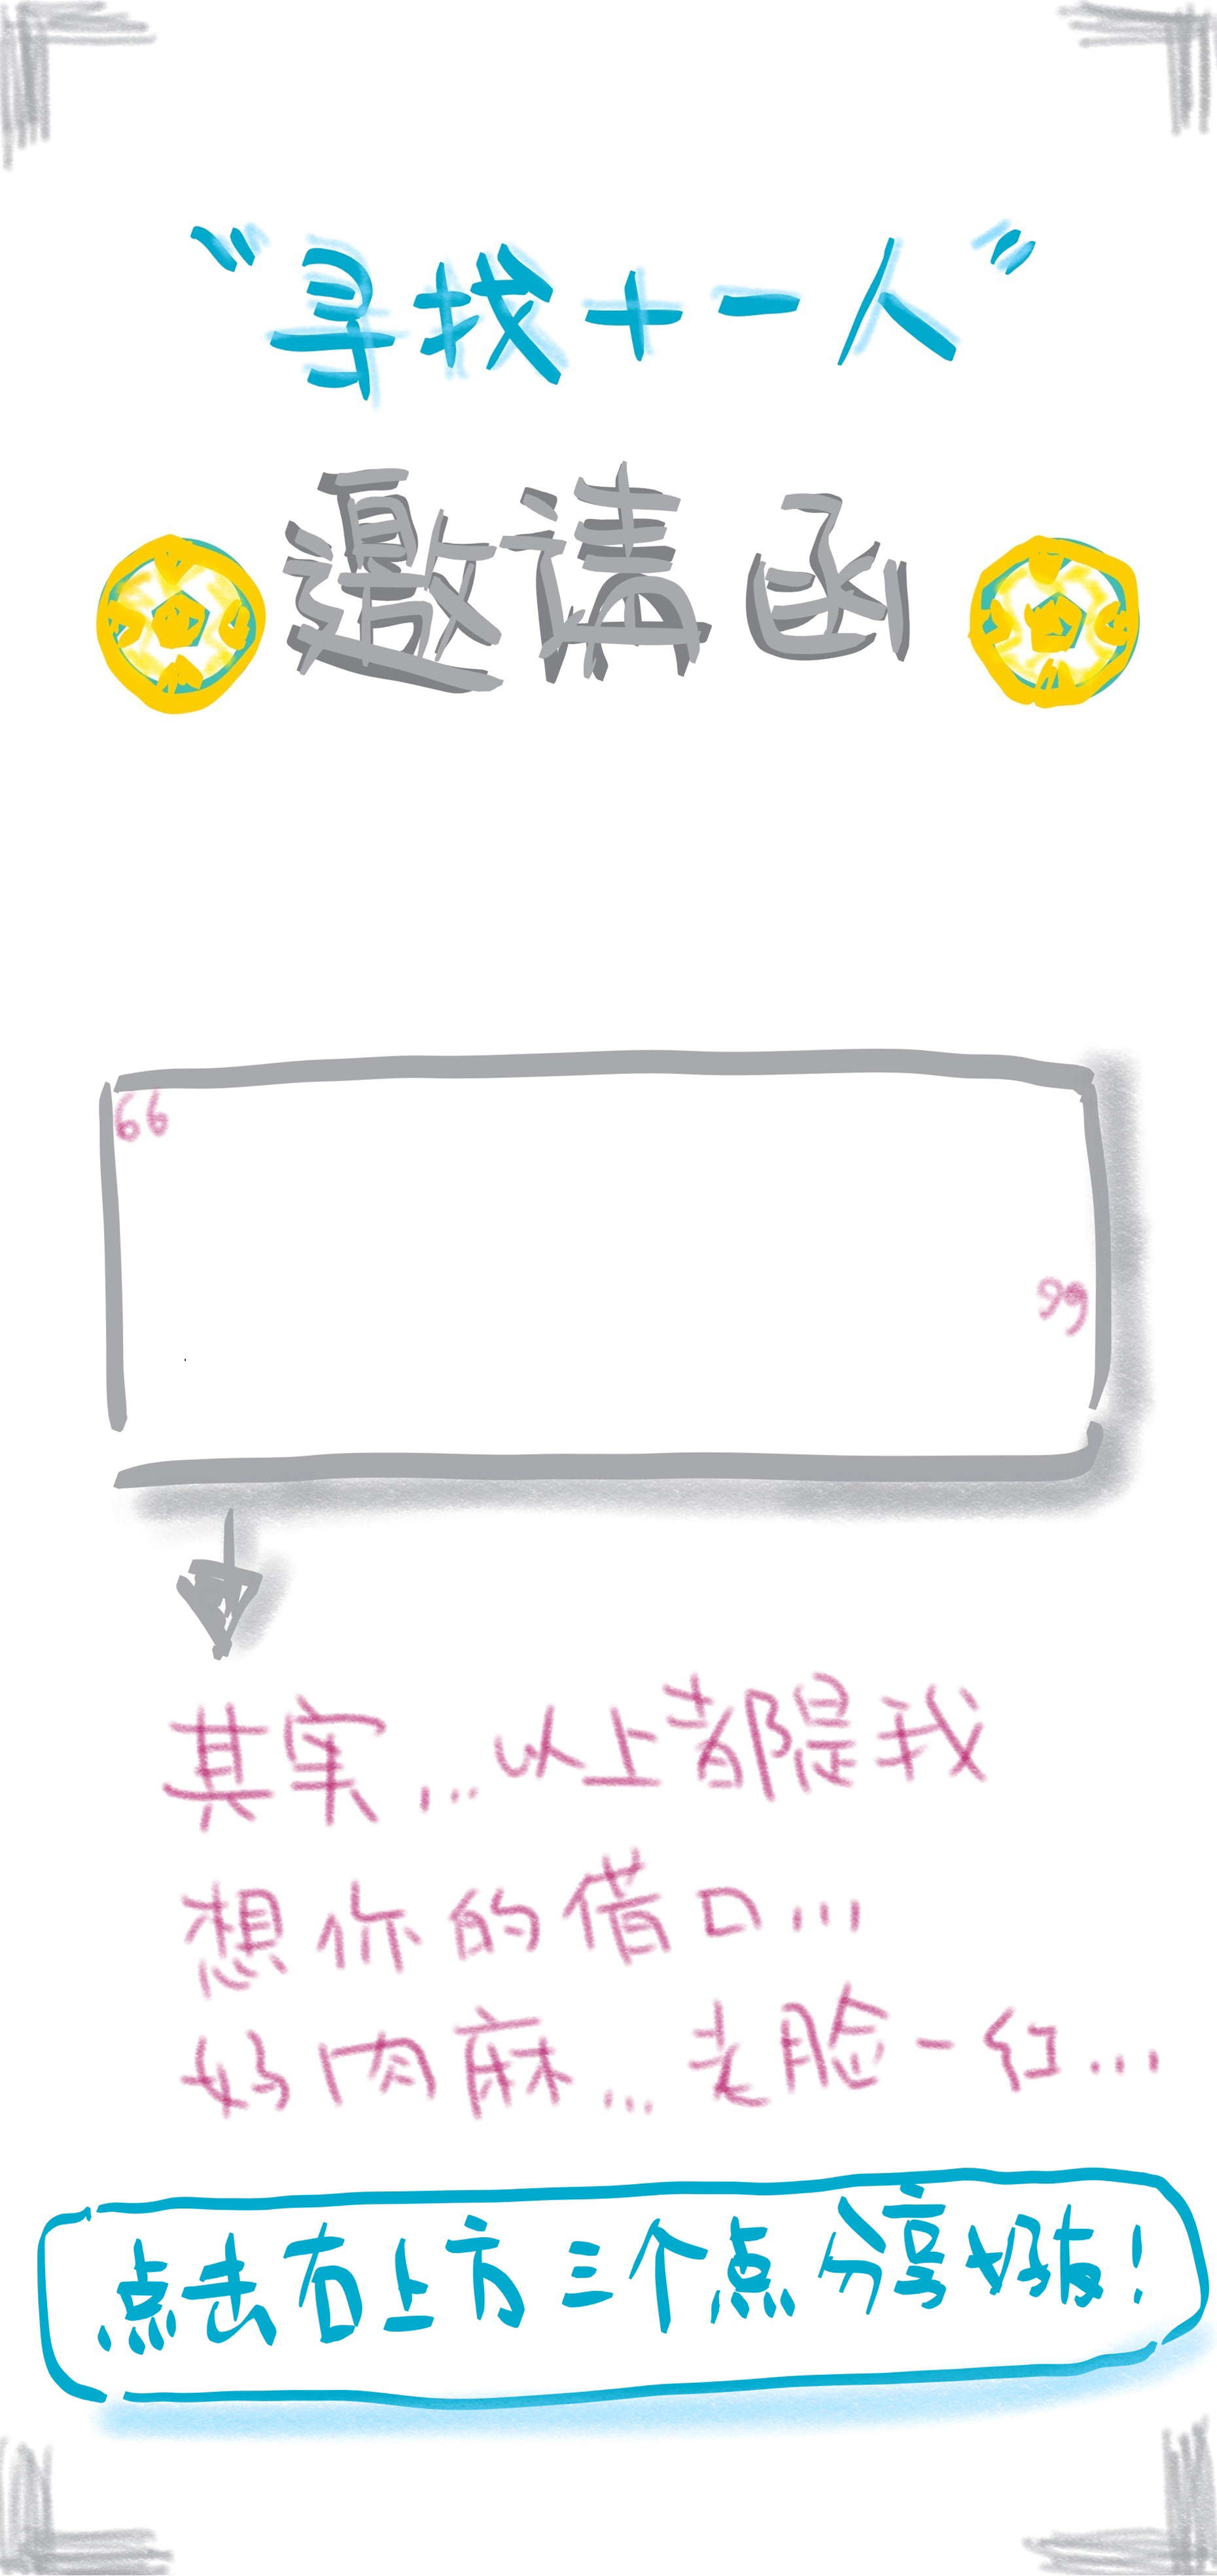 “寻找十一人”
邀请函
“
”
其实...以上都是我
想你的借口...
好肉麻...老脸一红...
点击右上方三个点分享好友！